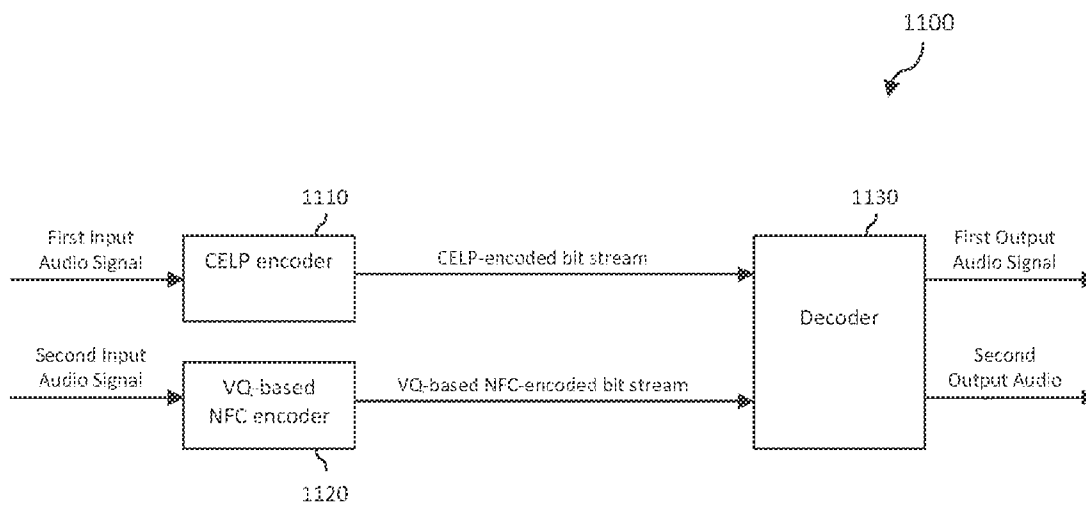 1100
1110
1130
First Input
Audio Signal
CELP encoder
CELP-encoded bit stream
First Output
Audio Signal
Decoder
Second Input
Audio Signal
VQ-based
NFC encoder
VQ-based NFC-encoded bit stream
Second
Output Audio
1120